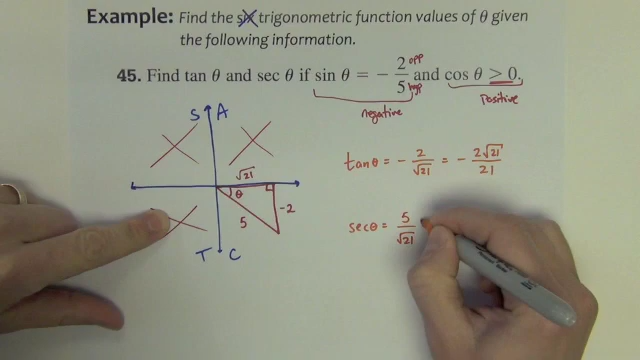 Example: Find the six trigonometric function values of θ given
the following information.
45. Find tan θ and sec θ if sin θ = - 2/5 and cos θ > 0.
opp
hyp
negative
positive
S A
√21
θ
5
-2
T C
tanθ = - 2/√21 = - 2√21/21
secθ = 5/√21